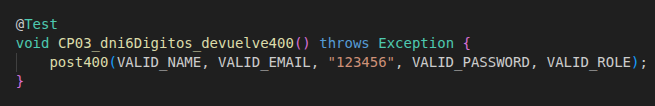 @Test
void CP03_dni6Digitos_devuelve400() throws Exception {
    post400(VALID_NAME, VALID_EMAIL, "123456", VALID_PASSWORD, VALID_ROLE);
}